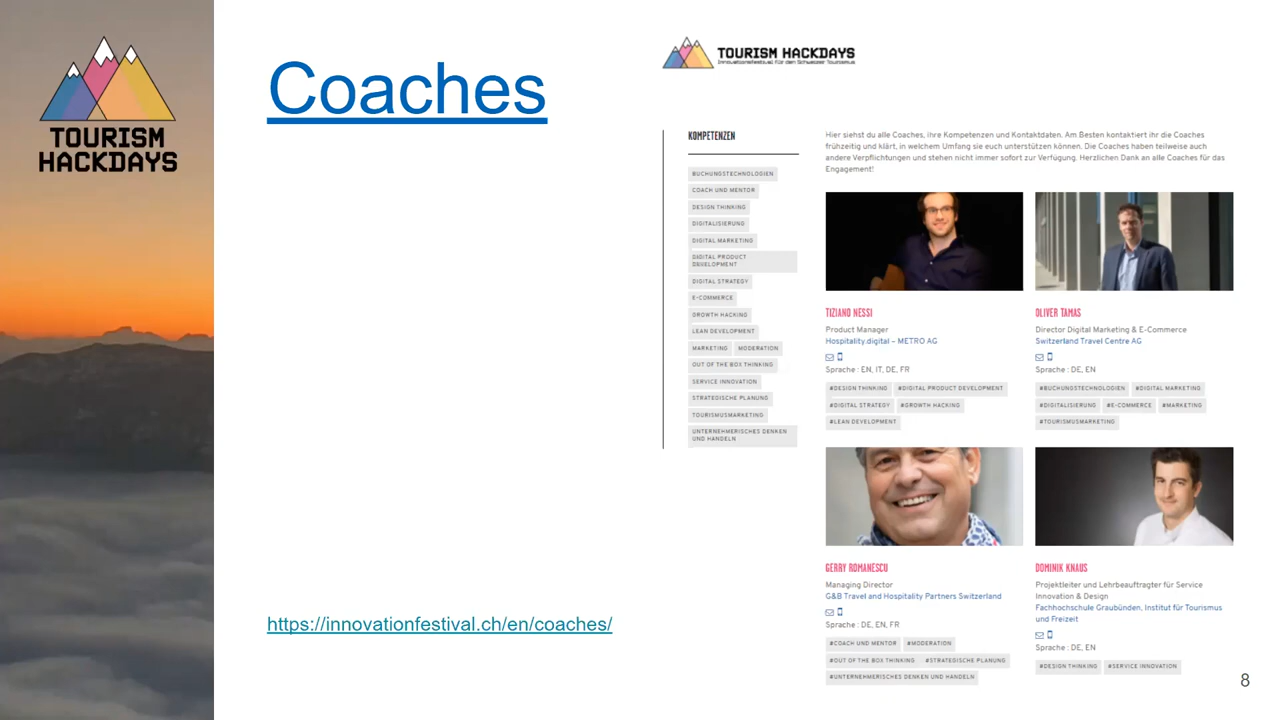 TOURISM
HACKDAYS
Coaches
https://innovationfestival.ch/en/coaches/
TOURISM HACKDAYS
Innovationsfestival für den Schweizer Tourismus
KOMPETENZEN
BUCHUNGSTECHNOLOGIEN
COACH UND MENTOR
DESIGN THINKING
DIGITALISIERUNG
DIGITAL MARKETING
DIGITAL PRODUCT
DEVELOPMENT
DIGITAL STRATEGY
E-COMMERCE
GROWTH HACKING
LEAN DEVELOPMENT
MARKETING MODERATION
OUT OF THE BOX THINKING
SERVICE INNOVATION
STRATEGISCHE PLANUNG
TOURISMUSMARKETING
UNTERNEHMERISCHES DENKEN
UND HANDELN
Hier siehst du alle Coaches, ihre Kompetenzen und Kontaktdaten. Am Besten kontaktiert ihr die Coaches
frühzeitig und klärt, in welchem Umfang sie euch unterstützen können. Die Coaches haben teilweise auch
andere Verpflichtungen und stehen nicht immer sofort zur Verfügung. Herzlichen Dank an alle Coaches für das
Engagement!
TIZIANO NESSI
Product Manager
Hospitality.digital – METRO AG
Sprache : EN, IT, DE, FR
#DESIGN THINKING #DIGITAL PRODUCT DEVELOPMENT
#DIGITAL STRATEGY #GROWTH HACKING
#LEAN DEVELOPMENT
OLIVER TAMAS
Director Digital Marketing & E-Commerce
Switzerland Travel Centre AG
Sprache : DE, EN
#BUCHUNGSTECHNOLOGIEN #DIGITAL MARKETING
#DIGITALISIERUNG #E-COMMERCE #MARKETING
#TOURISMUSMARKETING
GERRY ROMANESCU
Managing Director
G&B Travel and Hospitality Partners Switzerland
Sprache : DE, EN, FR
#COACH UND MENTOR #MODERATION
#OUT OF THE BOX THINKING #STRATEGISCHE PLANUNG
#UNTERNEHMERISCHES DENKEN UND HANDELN
DOMINIK KNAUS
Projektleiter und Lehrbeauftragter für Service
Innovation & Design
Fachhochschule Graubünden, Institut für Tourismus
und Freizeit
Sprache : DE, EN
#DESIGN THINKING #SERVICE INNOVATION
8